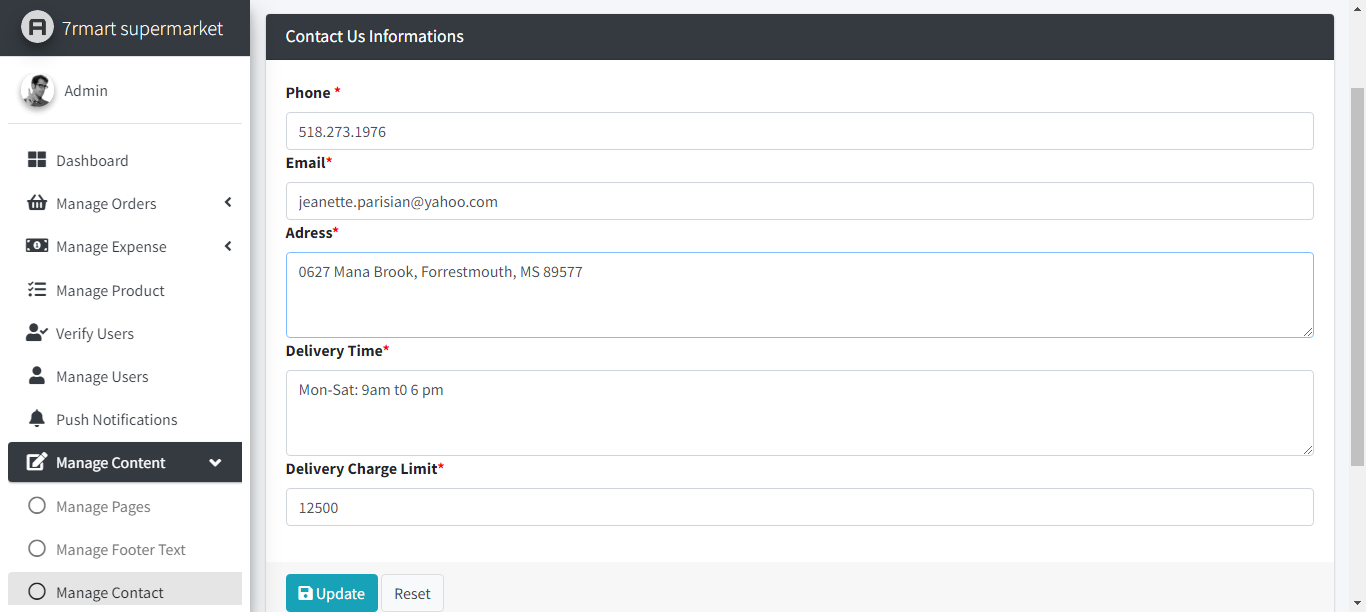 7rmart supermarket
Admin
Dashboard
Manage Orders
Manage Expense
Manage Product
Verify Users
Manage Users
Push Notifications
Manage Content
Manage Pages
Manage Footer Text
Manage Contact
Contact Us Informations
Phone *
518.273.1976
Email*
jeanette.parisian@yahoo.com
Adress*
0627 Mana Brook, Forrestmouth, MS 89577
Delivery Time*
Mon-Sat: 9am t0 6 pm
Delivery Charge Limit*
12500
Update
Reset